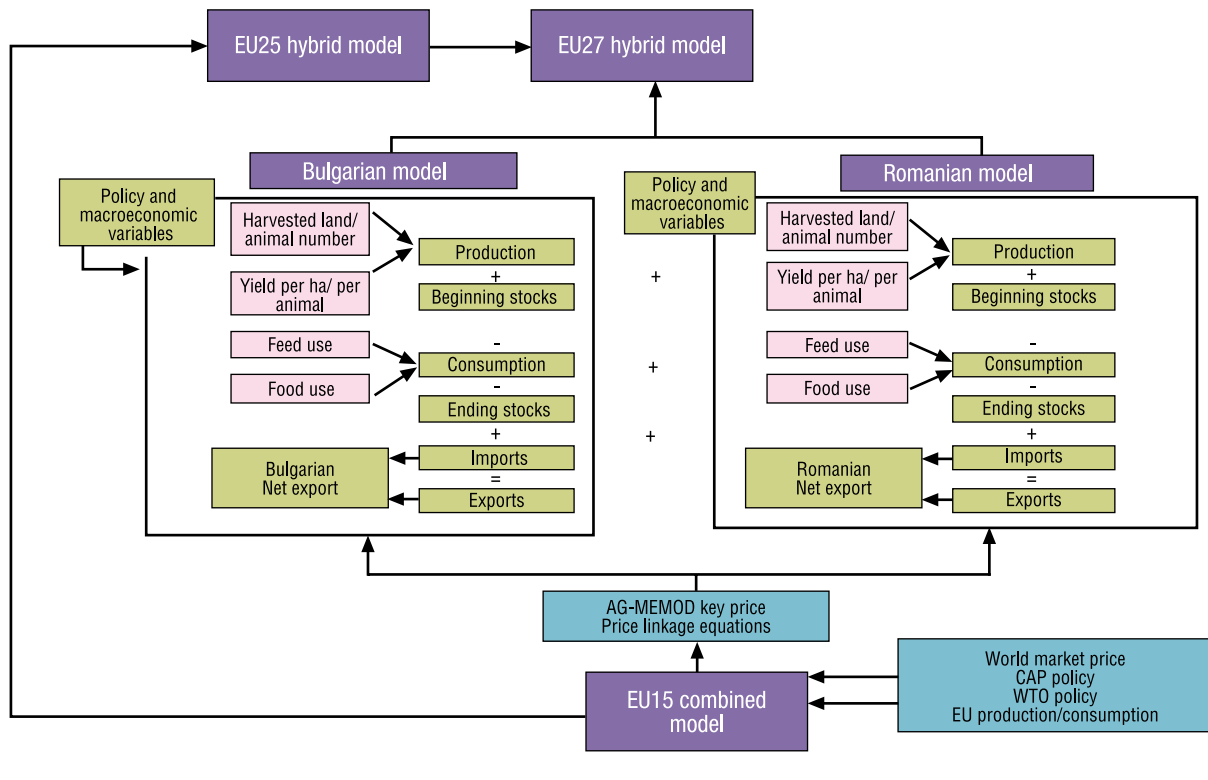 EU25 hybrid model
EU27 hybrid model
Bulgarian model
Romanian model
Policy and
macroeconomic
variables
Harvested land/
animal number
Yield per ha/ per
animal
Feed use
Food use
Production
+
Beginning stocks
-
Consumption
-
Ending stocks
+
Imports
=
Exports
Bulgarian
Net export
+
+
+
Policy and
macroeconomic
variables
Harvested land/
animal number
Yield per ha/ per
animal
Feed use
Food use
Production
+
Beginning stocks
-
Consumption
-
Ending stocks
+
Imports
=
Exports
Romanian
Net export
AG-MEMOD key price
Price linkage equations
EU15 combined
model
World market price
CAP policy
WTO policy
EU production/consumption